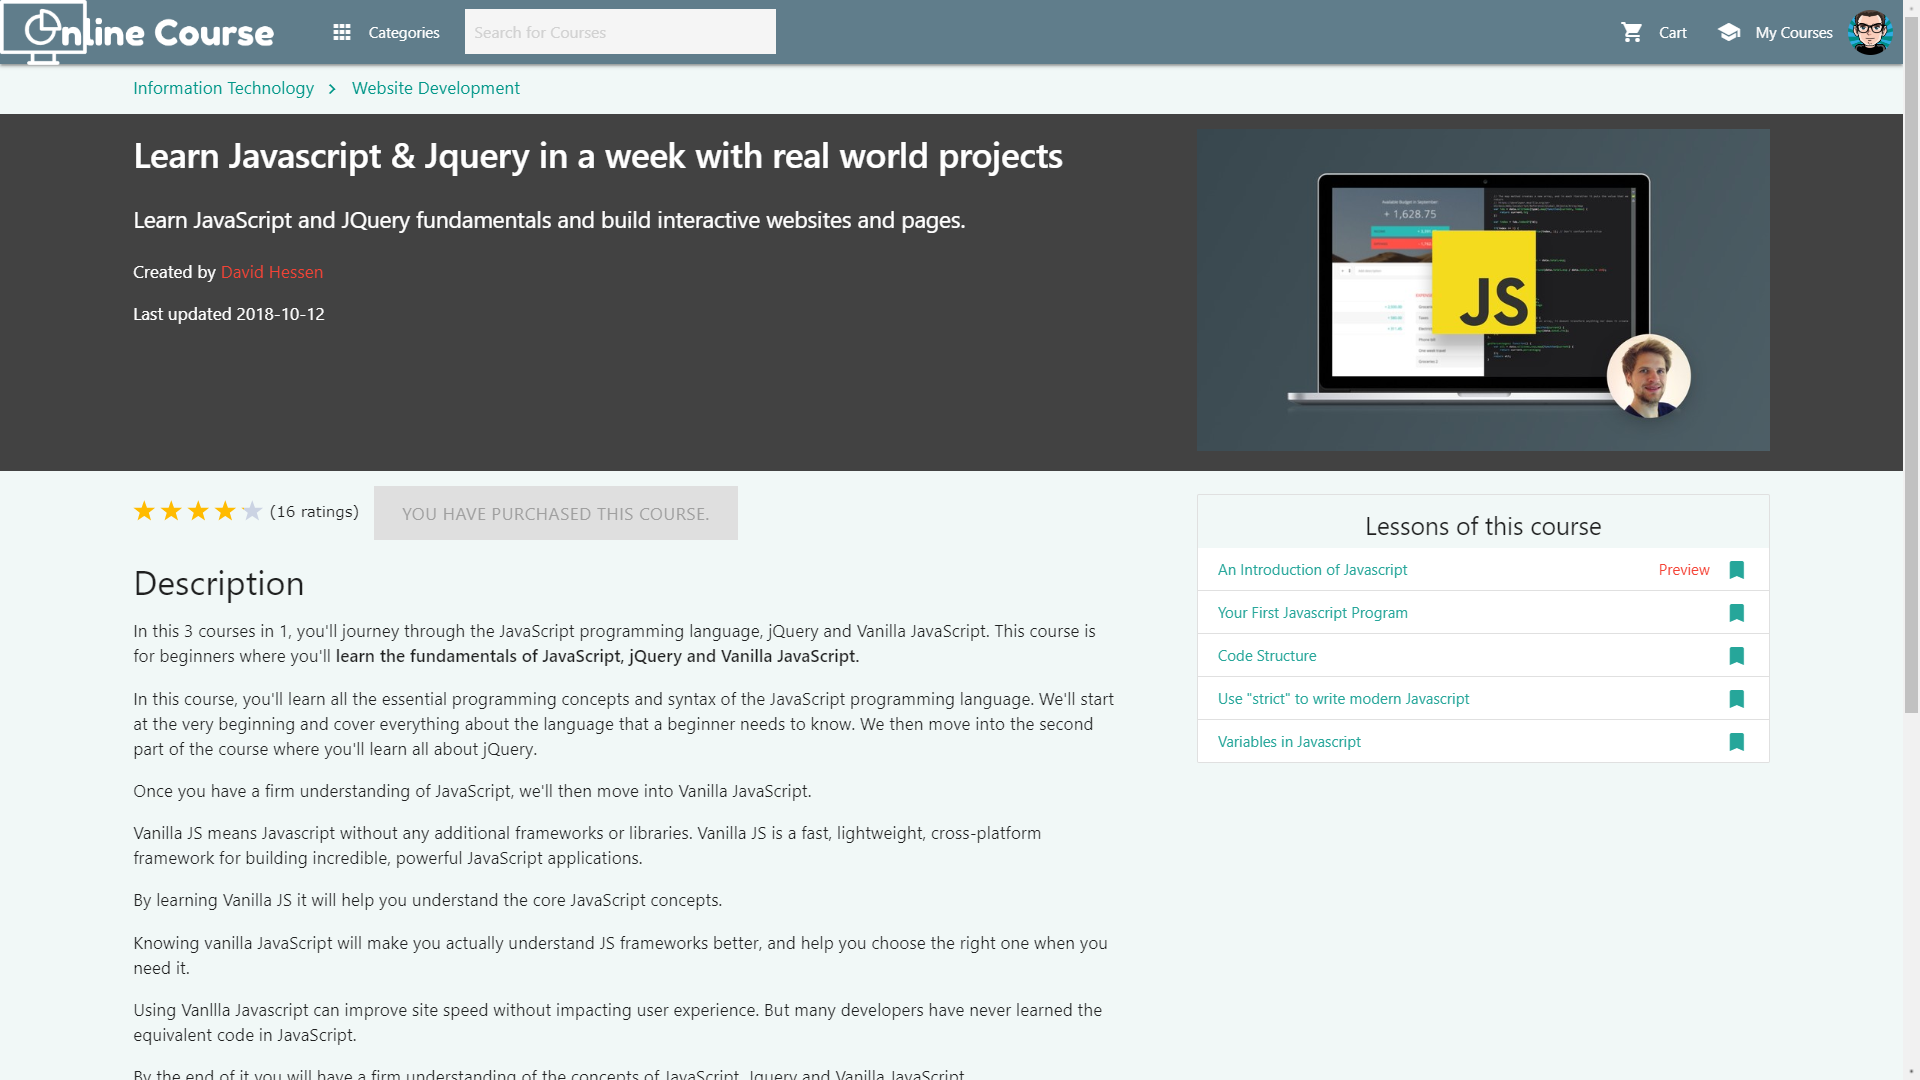 Online Course
Categories
Search for Courses
Cart
My Courses
Information Technology
Website Development
Learn Javascript & Jquery in a week with real world projects
Learn JavaScript and JQuery fundamentals and build interactive websites and pages.
Created by David Hessen
Last updated 2018-10-12
Available Budget in September:
+ 1,628.75
JS
(16 ratings)
YOU HAVE PURCHASED THIS COURSE.
Description
In this 3 courses in 1, you'll journey through the JavaScript programming language, jQuery and Vanilla JavaScript. This course is
for beginners where you'll learn the fundamentals of JavaScript, jQuery and Vanilla JavaScript.
In this course, you'll learn all the essential programming concepts and syntax of the JavaScript programming language. We'll start
at the very beginning and cover everything about the language that a beginner needs to know. We then move into the second
part of the course where you'll learn all about jQuery.
Once you have a firm understanding of JavaScript, we'll then move into Vanilla JavaScript.
Vanilla JS means Javascript without any additional frameworks or libraries. Vanilla JS is a fast, lightweight, cross-platform
framework for building incredible, powerful JavaScript applications.
By learning Vanilla JS it will help you understand the core JavaScript concepts.
Knowing vanilla JavaScript will make you actually understand JS frameworks better, and help you choose the right one when you
need it.
Using Vanllla Javascript can improve site speed without impacting user experience. But many developers have never learned the
equivalent code in JavaScript.
By the end of it you will have a firm understanding of the concepts of JavaScript, Jquery and Vanilla JavaScript
Lessons of this course
An Introduction of Javascript Preview
Your First Javascript Program
Code Structure
Use "strict" to write modern Javascript
Variables in Javascript